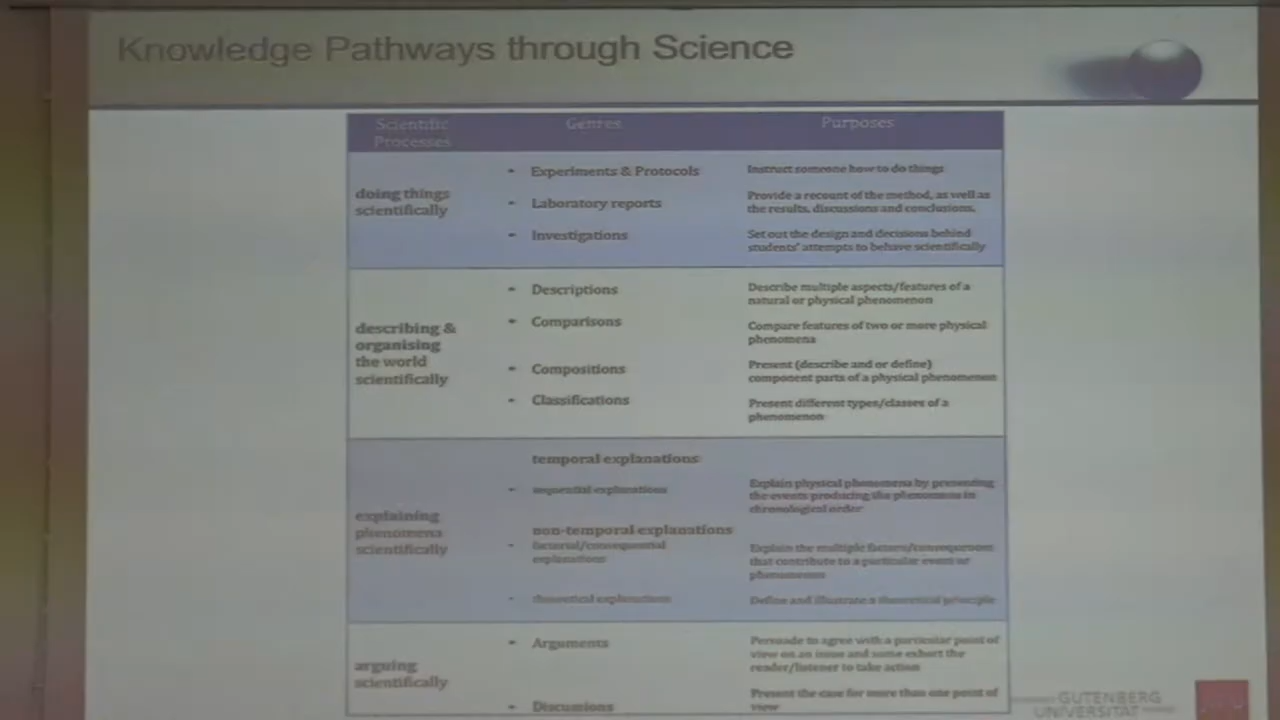 Knowledge Pathways through Science
Scientific Genres Purposes
Processes
doing things
scientifically
• Experiments & Protocols
Instruct someone how to do things
• Laboratory reports
Provide a recount of the method, as well as
the results, discussions and conclusions.
• Investigations
Set out the design and decisions behind
students' attempts to behave scientifically
describing &
organising
the world
scientifically
• Descriptions
Describe multiple aspects/features of a
natural or physical phenomenon
• Comparisons
Compare features of two or more physical
phenomena
• Compositions
Present (describe and or define)
component parts of a physical phenomenon
• Classifications
Present different types/classes of a
phenomenon
explaining
phenomena
scientifically
temporal explanations
• sequential explanations
Explain physical phenomena by presenting
the events producing the phenomena in
chronological order
non-temporal explanations
• factorial/consequential
explanations
Explain the multiple factors/consequences
that contribute to a particular event or
phenomenon
• theoretical explanations
Define and illustrate a theoretical principle
arguing
scientifically
• Arguments
Persuade to agree with a particular point of
view on an issue and some exhort the
reader/listener to take action
• Discussions
Present the case for more than one point of
view
GUTENBERG
UNIVERSITÄT